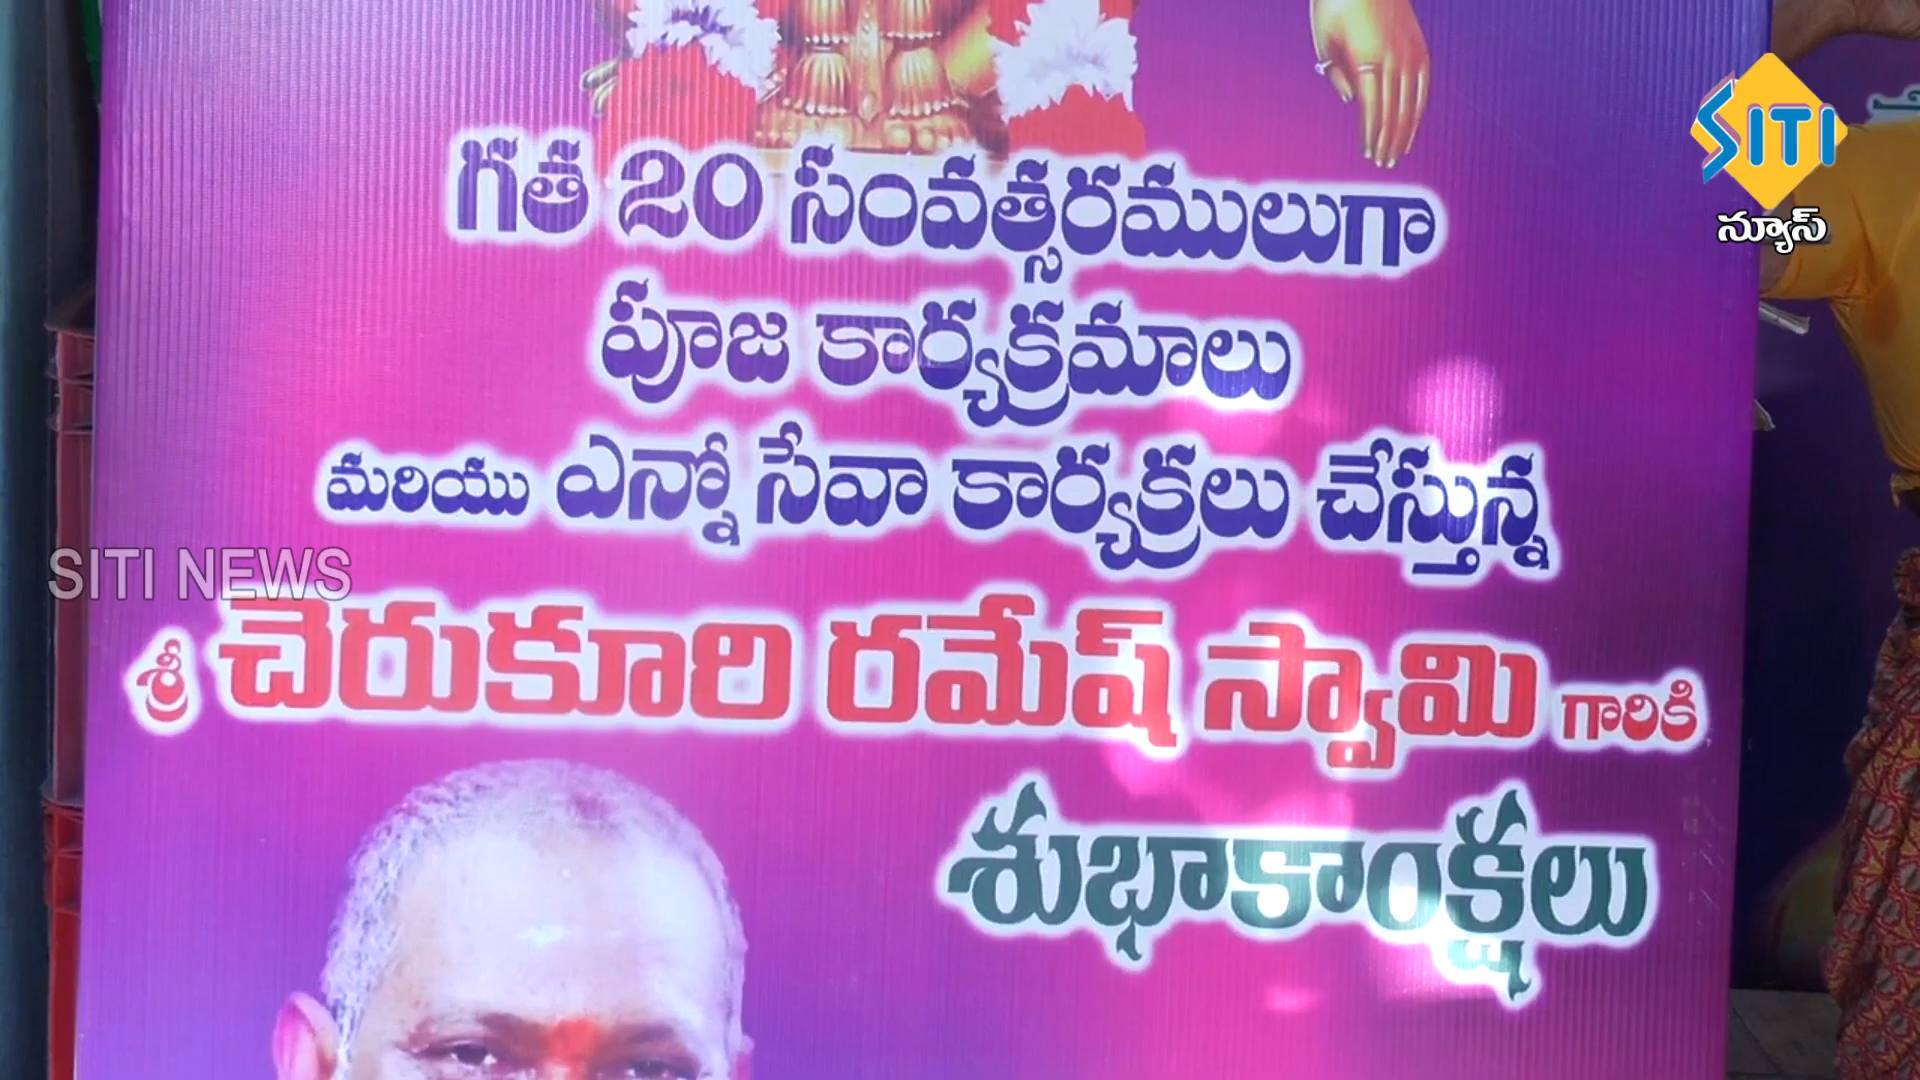 SITI
న్యూస్
గత 20 సంవత్సరములుగా
పూజ కార్యక్రమాలు
మరియు ఎన్నో సేవా కార్యక్రలు చేస్తున్న
SITI NEWS
శ్రీ చెరుకూరి రమేష్ స్వామి గారికి
శుభాకాంక్షలు